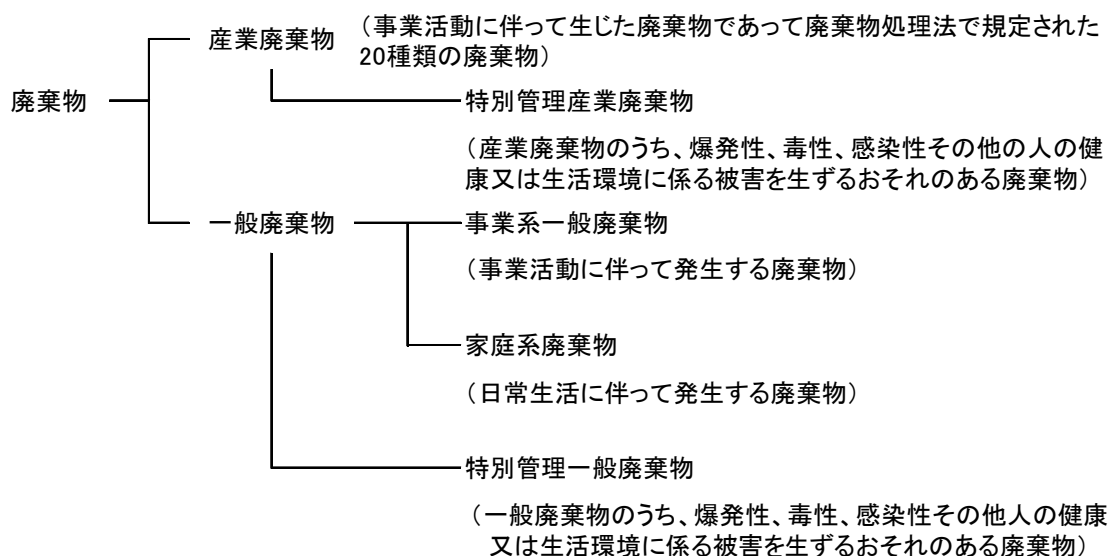 産業廃棄物
（事業活動に伴って生じた廃棄物であって廃棄物処理法で規定された
20種類の廃棄物）
廃棄物
特別管理産業廃棄物
（産業廃棄物のうち、爆発性、毒性、感染性その他の人の健
康又は生活環境に係る被害を生ずるおそれのある廃棄物）
一般廃棄物
事業系一般廃棄物
（事業活動に伴って発生する廃棄物）
家庭系廃棄物
（日常生活に伴って発生する廃棄物）
特別管理一般廃棄物
（一般廃棄物のうち、爆発性、毒性、感染性その他人の健康
又は生活環境に係る被害を生ずるおそれのある廃棄物）